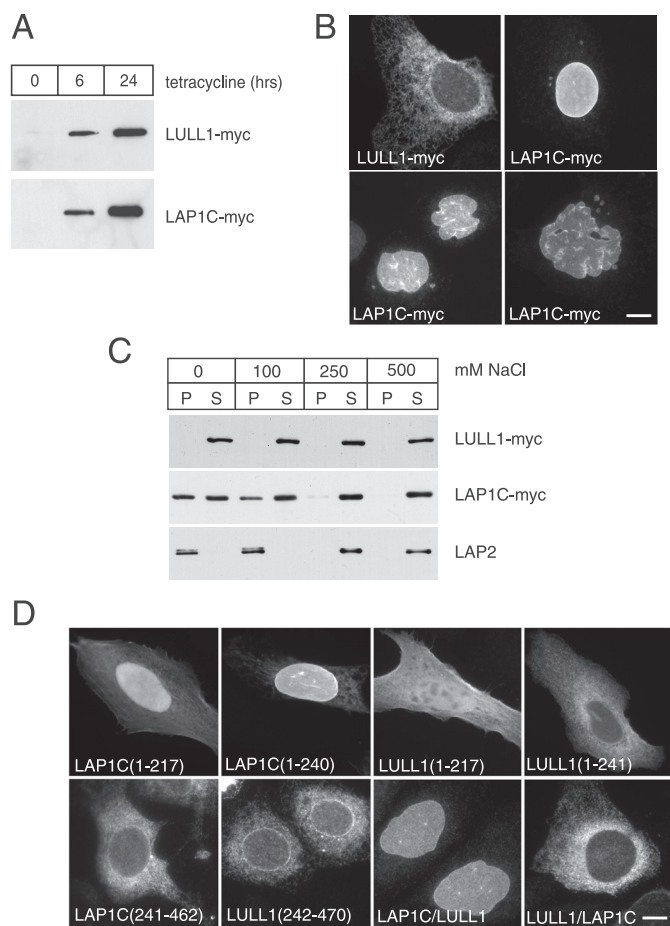 A
0 6 24 tetracycline (hrs)
LULL1-myc
LAP1C-myc
B
LULL1-myc LAP1C-myc
LAP1C-myc LAP1C-myc
C
0 100 250 500 mM NaCl
P S P S P S P S
LULL1-myc
LAP1C-myc
LAP2
D
LAP1C(1-217) LAP1C(1-240) LULL1(1-217) LULL1(1-241)
LAP1C(241-462) LULL1(242-470) LAP1C/LULL1 LULL1/LAP1C